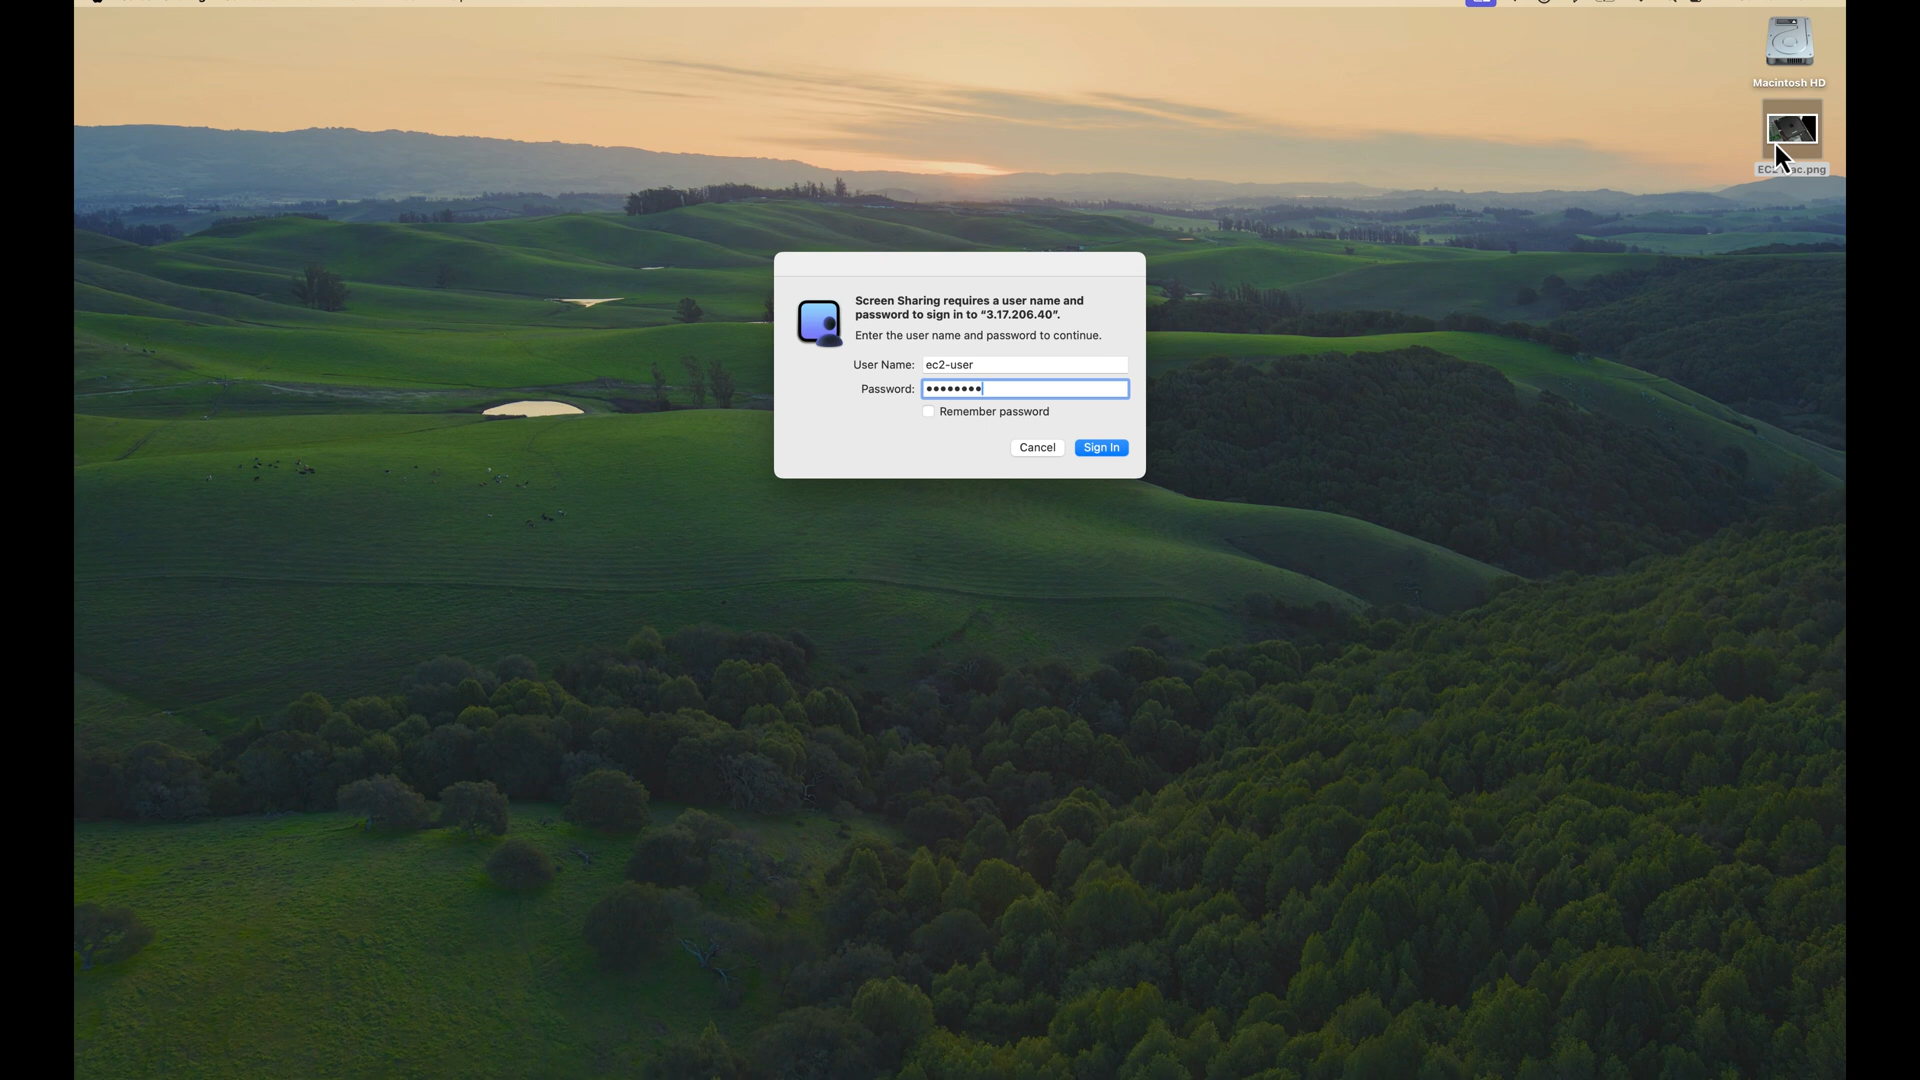 Macintosh HD
Screen Sharing requires a user name and
password to sign in to “3.17.206.40”.
Enter the user name and password to continue.
User Name: ec2-user
Password: ••••••••
Remember password
Cancel Sign In